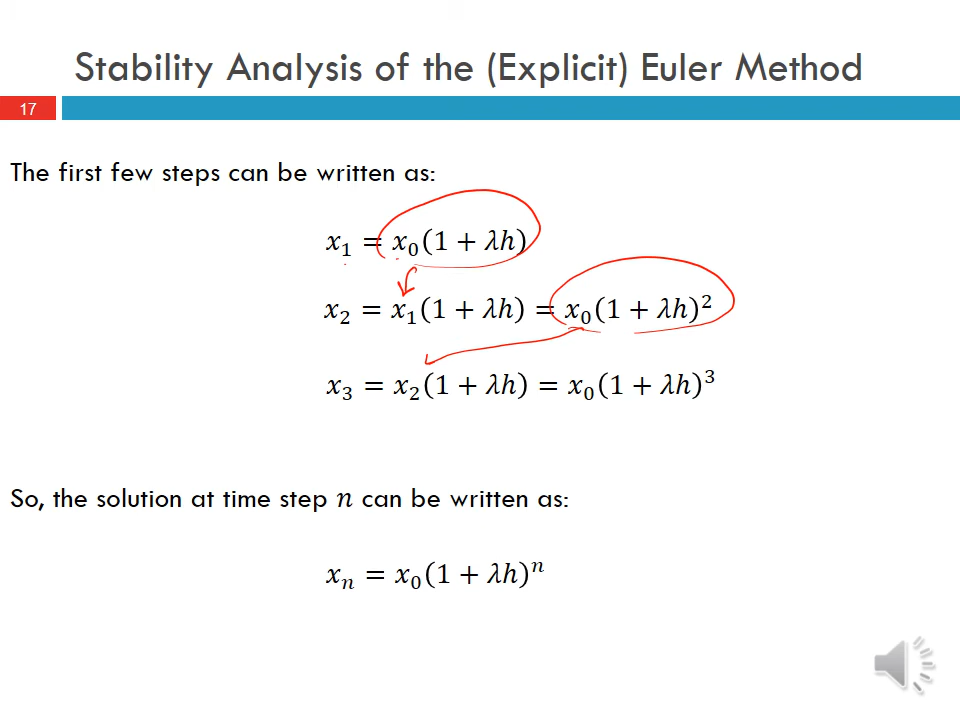 Stability Analysis of the (Explicit) Euler Method
17
The first few steps can be written as:
x₁ = x₀(1 + λh)
x₂ = x₁(1 + λh) = x₀(1 + λh)²
x₃ = x₂(1 + λh) = x₀(1 + λh)³
So, the solution at time step n can be written as:
xₙ = x₀(1 + λh)ⁿ